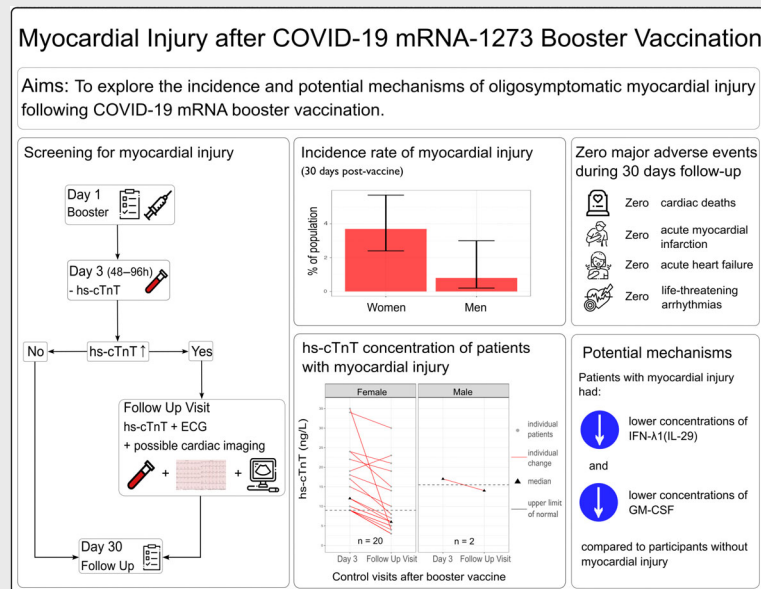 Myocardial Injury after COVID-19 mRNA-1273 Booster Vaccination
Aims: To explore the incidence and potential mechanisms of oligosymptomatic myocardial injury
following COVID-19 mRNA booster vaccination.
Screening for myocardial injury
Day 1
Booster
Day 3 (48–96h)
- hs-cTnT
No
hs-cTnT↑
Yes
Follow Up Visit
hs-cTnT + ECG
+ possible cardiac imaging
+
+
Day 30
Follow Up
Incidence rate of myocardial injury
(30 days post-vaccine)
% of population
4
2
0
Women
Men
hs-cTnT concentration of patients
with myocardial injury
Female
Male
hs-cTnT (ng/L)
35
30
25
20
15
10
5
0
n = 20
n = 2
Day 3
Follow Up Visit
Day 3
Follow Up Visit
Control visits after booster vaccine
individual
patients
individual
change
median
upper limit
of normal
Zero major adverse events
during 30 days follow-up
Zero cardiac deaths
Zero acute myocardial
infarction
Zero acute heart failure
Zero life-threatening
arrhythmias
Potential mechanisms
Patients with myocardial injury
had:
lower concentrations of
IFN-λ1(IL-29)
and
lower concentrations of
GM-CSF
compared to participants without
myocardial injury